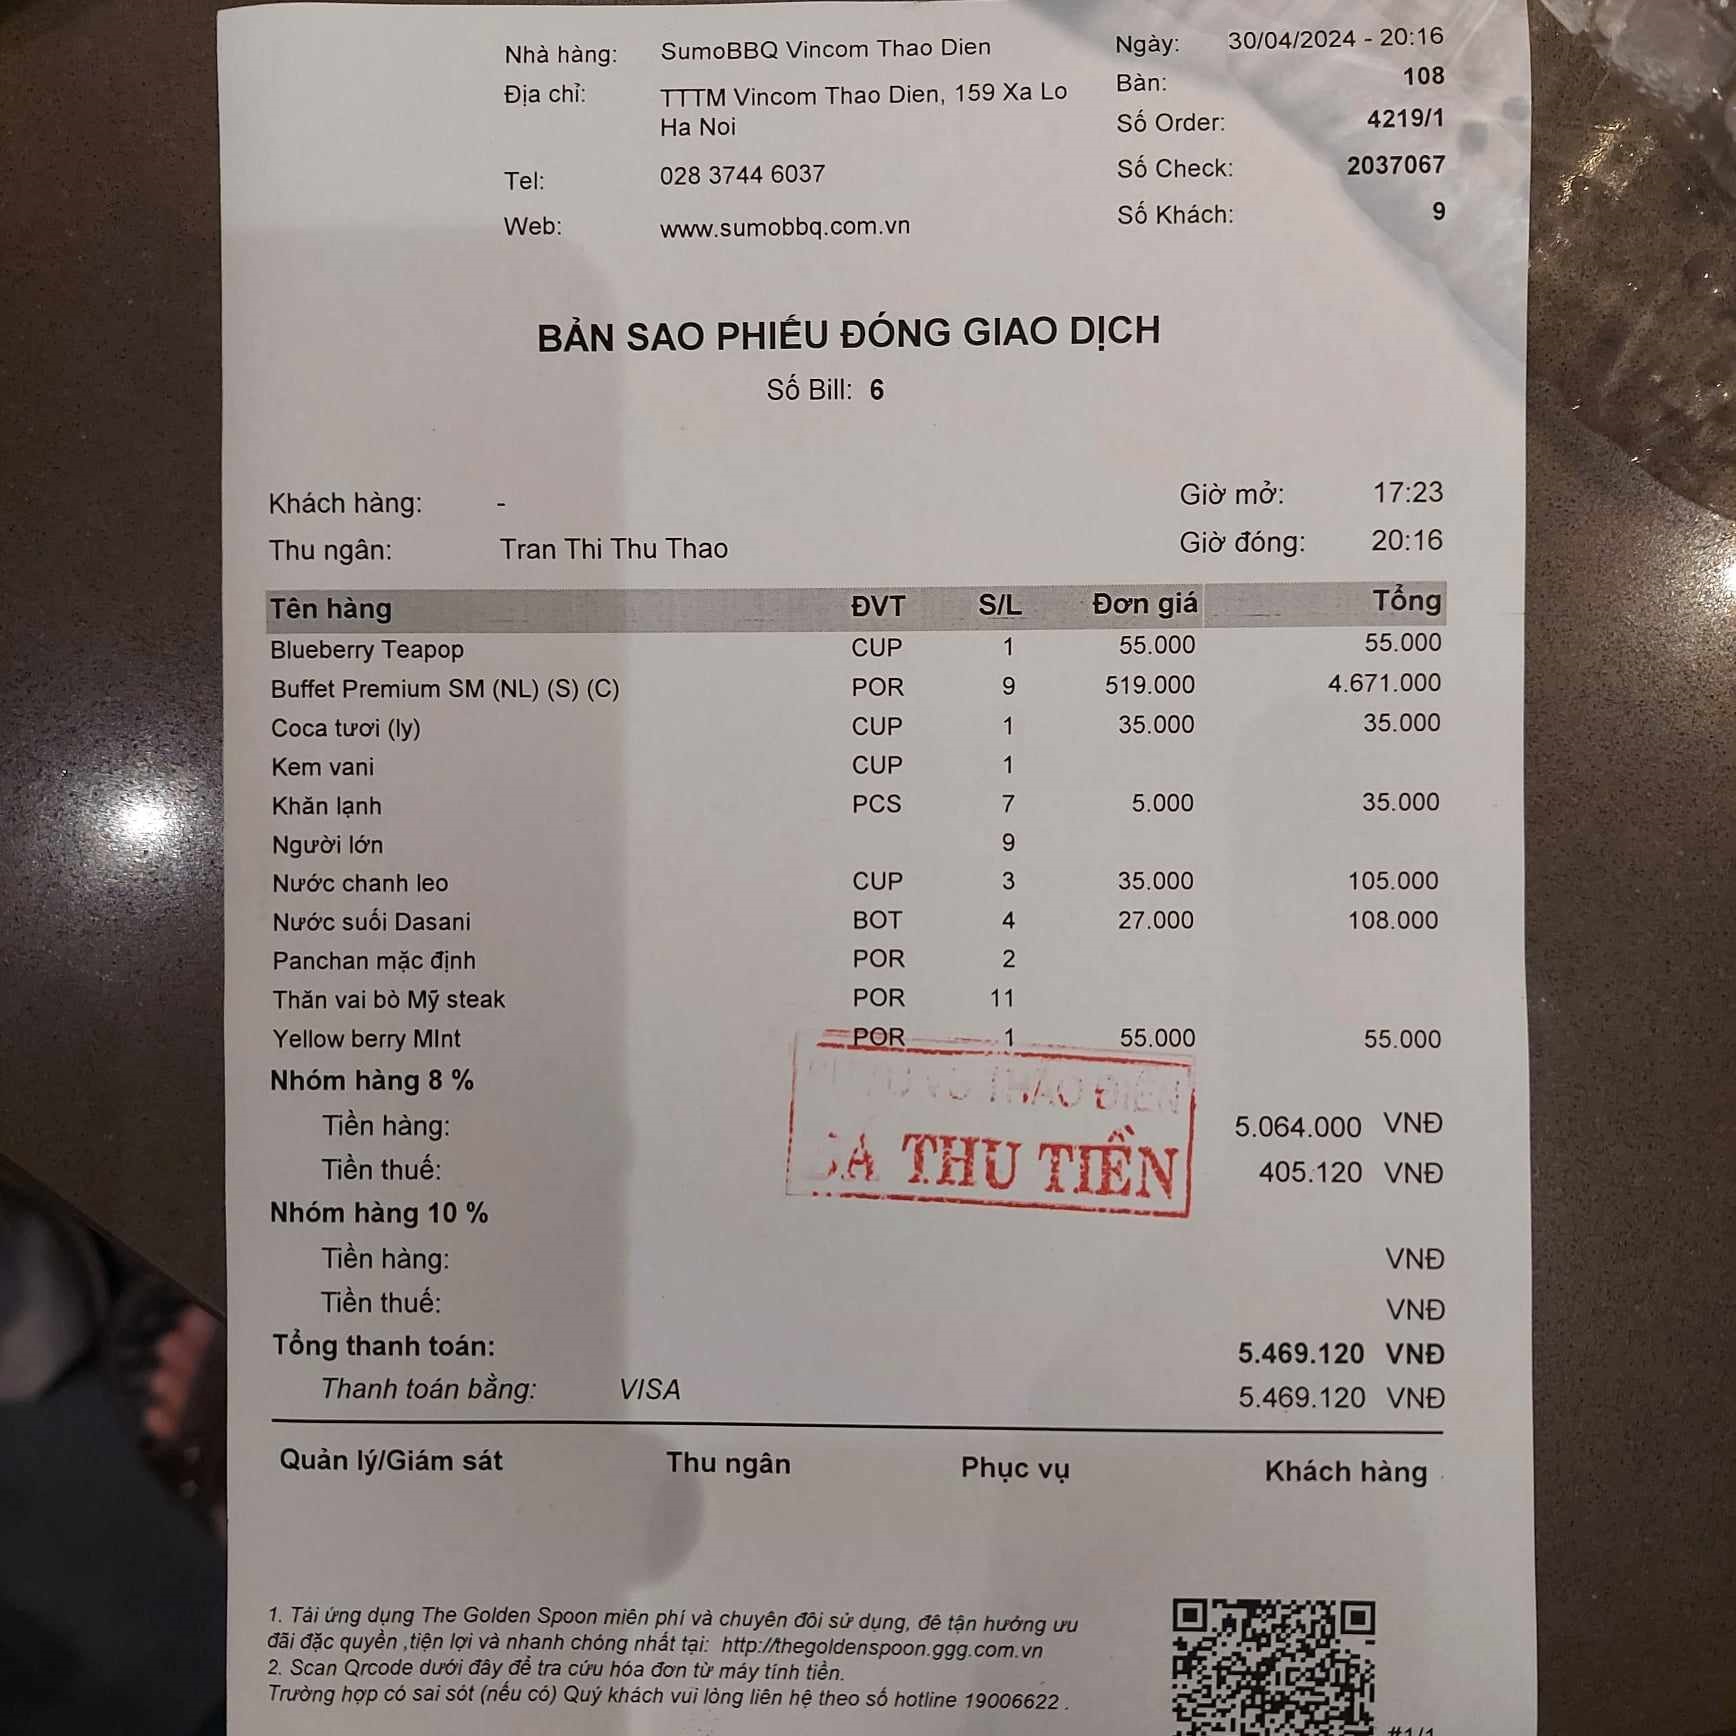 Nhà hàng: SumoBBQ Vincom Thao Dien
Ngày: 30/04/2024 - 20:16
Địa chỉ: TTTM Vincom Thao Dien, 159 Xa Lo
Ha Noi
Bàn: 108
Số Order: 4219/1
Tel: 028 3744 6037
Số Check: 2037067
Web: www.sumobbq.com.vn
Số Khách: 9
BẢN SAO PHIẾU ĐÓNG GIAO DỊCH
Số Bill: 6
Khách hàng: -
Giờ mở: 17:23
Thu ngân: Tran Thi Thu Thao
Giờ đóng: 20:16
Tên hàng ĐVT S/L Đơn giá Tổng
Blueberry Teapop CUP 1 55.000 55.000
Buffet Premium SM (NL) (S) (C) POR 9 519.000 4.671.000
Coca tươi (ly) CUP 1 35.000 35.000
Kem vani CUP 1
Khăn lạnh PCS 7 5.000 35.000
Người lớn 9
Nước chanh leo CUP 3 35.000 105.000
Nước suối Dasani BOT 4 27.000 108.000
Panchan mặc định POR 2
Thăn vai bò Mỹ steak POR 11
Yellow berry MInt POR 1 55.000 55.000
Nhóm hàng 8 %
THẢO ĐIỀN
Tiền hàng: 5.064.000 VNĐ
THU TIỀN
Tiền thuế: 405.120 VNĐ
Nhóm hàng 10 %
Tiền hàng: VNĐ
Tiền thuế: VNĐ
Tổng thanh toán: 5.469.120 VNĐ
Thanh toán bằng: VISA 5.469.120 VNĐ
Quản lý/Giám sát Thu ngân Phục vụ Khách hàng
1. Tải ứng dụng The Golden Spoon miễn phí và chuyển đổi sử dụng, để tận hưởng ưu
đãi đặc quyền ,tiện lợi và nhanh chóng nhất tại: http://thegoldenspoon.ggg.com.vn
2. Scan Qrcode dưới đây để tra cứu hóa đơn từ máy tính tiền.
Trường hợp có sai sót (nếu có) Quý khách vui lòng liên hệ theo số hotline 19006622 .
#1/1